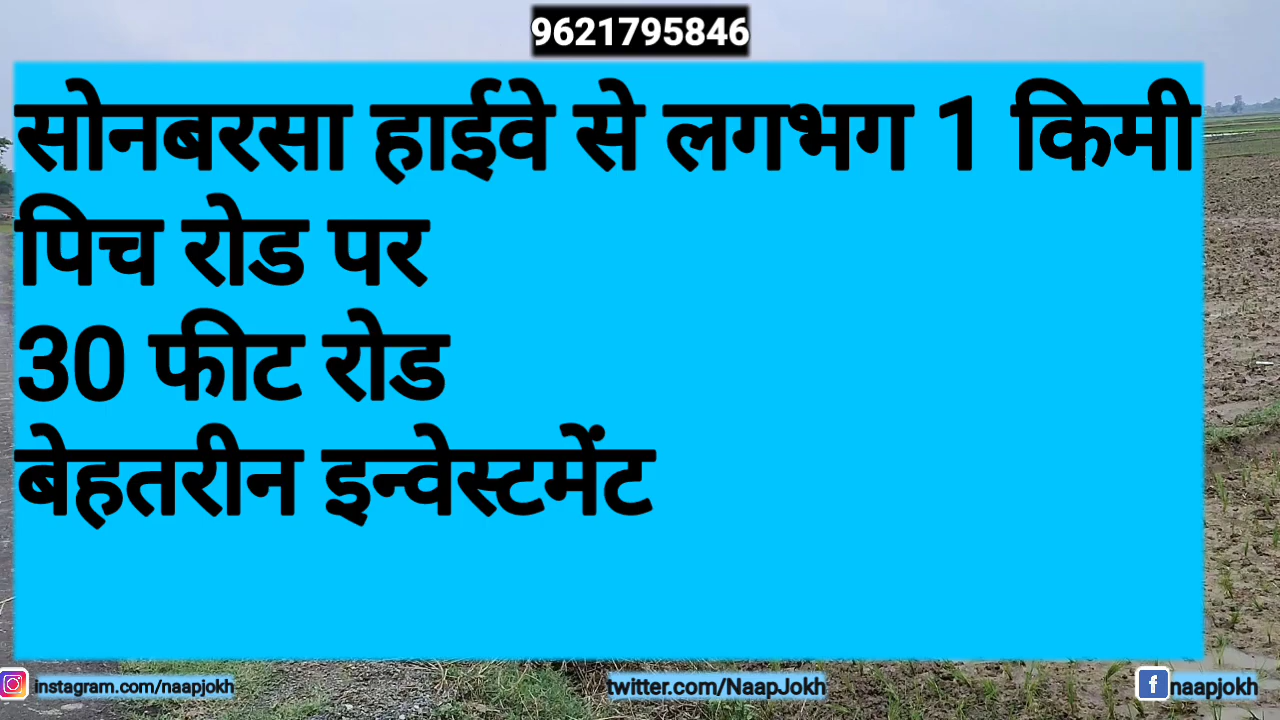 9621795846
सोनबरसा हाईवे से लगभग 1 किमी
पिच रोड पर
30 फीट रोड
बेहतरीन इन्वेस्टमेंट
instagram.com/naapjokh
twitter.com/NaapJokh
naapjokh